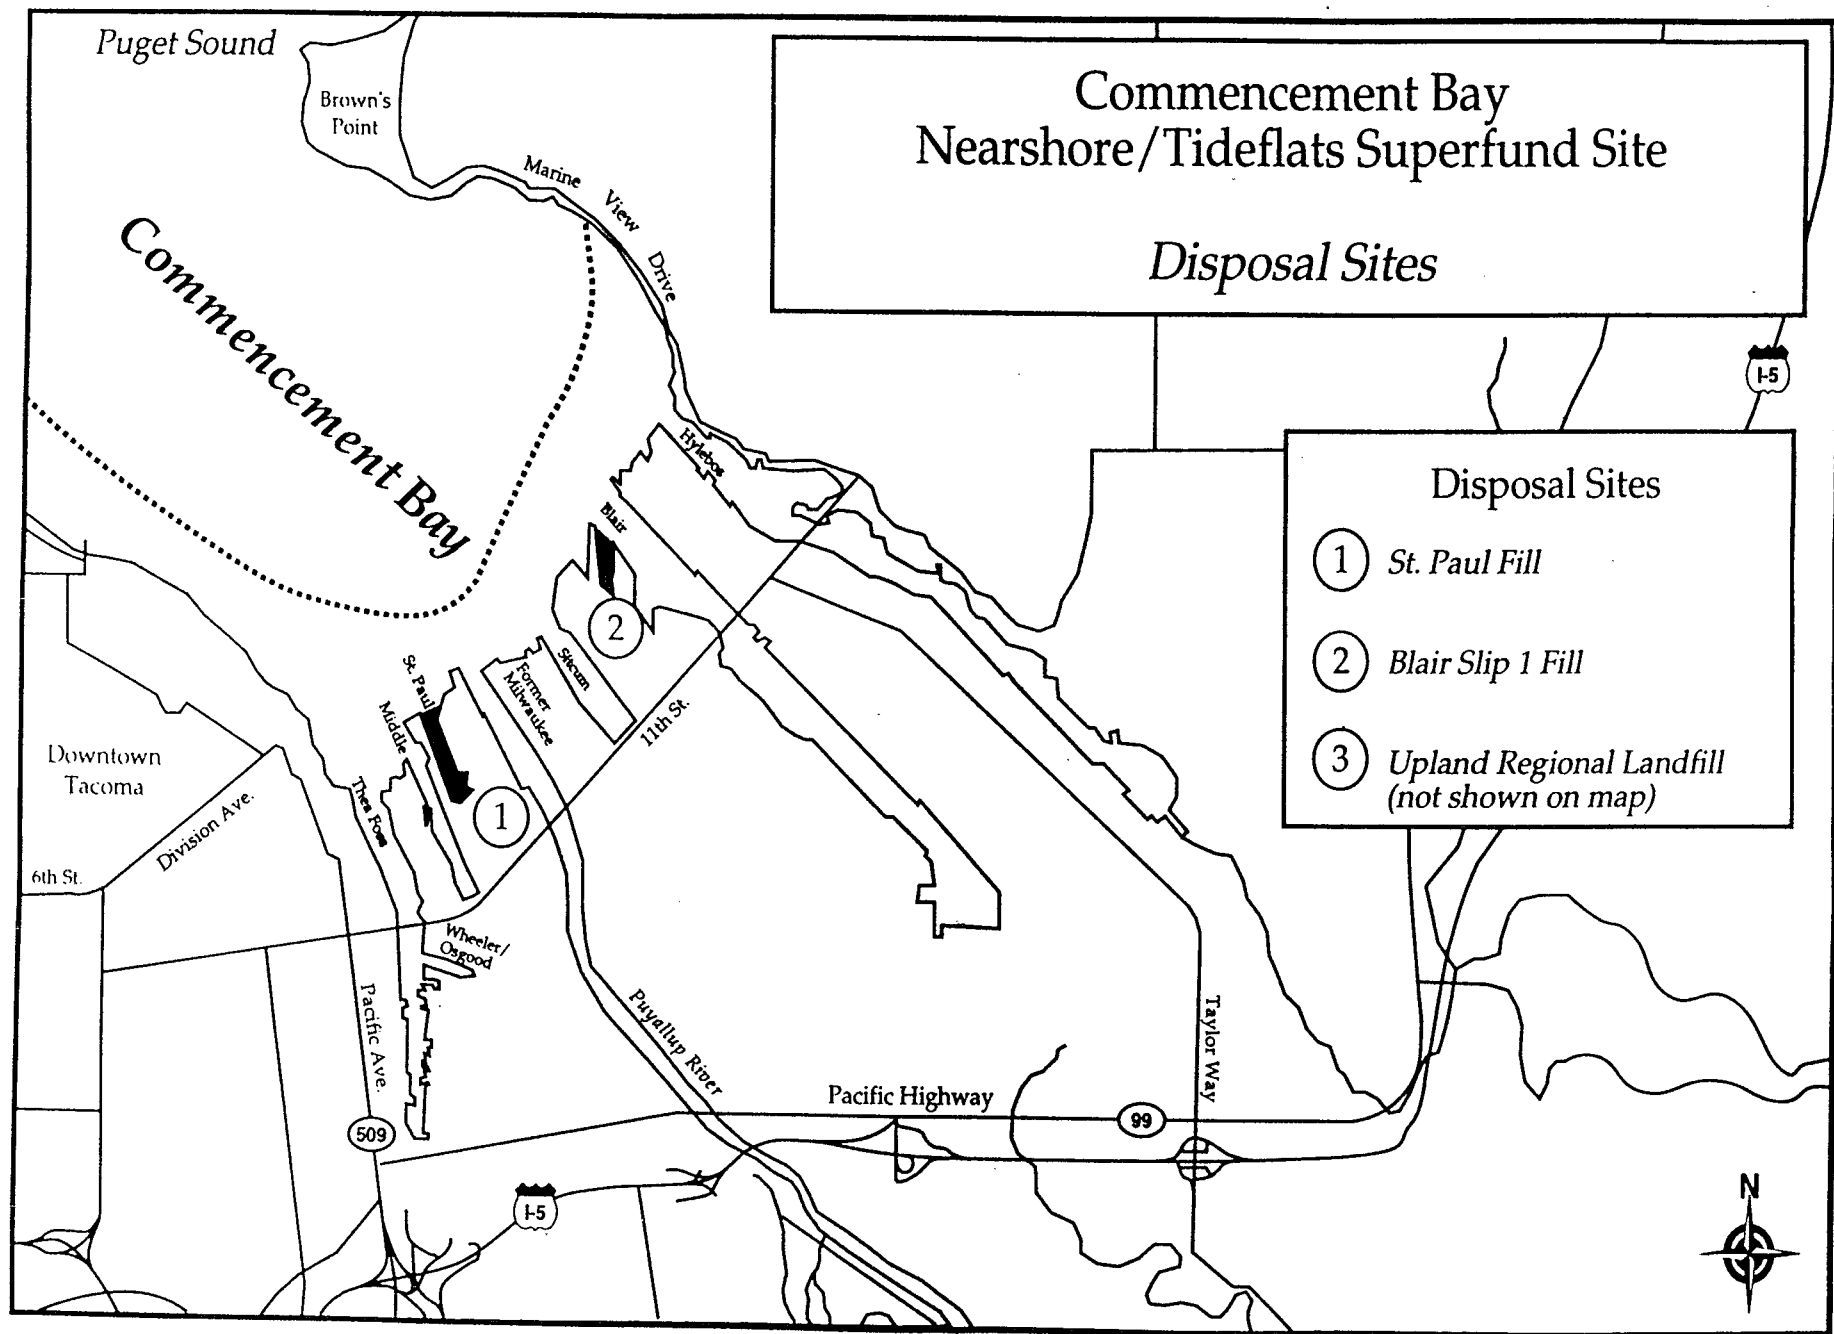 Puget Sound
Brown's
Point
Commencement Bay
Nearshore/Tideflats Superfund Site
Disposal Sites
Marine View Drive
Commencement Bay
I-5
Disposal Sites
1 St. Paul Fill
2 Blair Slip 1 Fill
3 Upland Regional Landfill
(not shown on map)
Hylebos
Blair
2
Sitcum
Former
Milwaukee
St. Paul
Middle
11th St.
1
Thea Foss
Downtown
Tacoma
Division Ave.
6th St.
Wheeler/
Osgood
Pacific Ave.
Puyallup River
Taylor Way
Pacific Highway
99
509
I-5
N